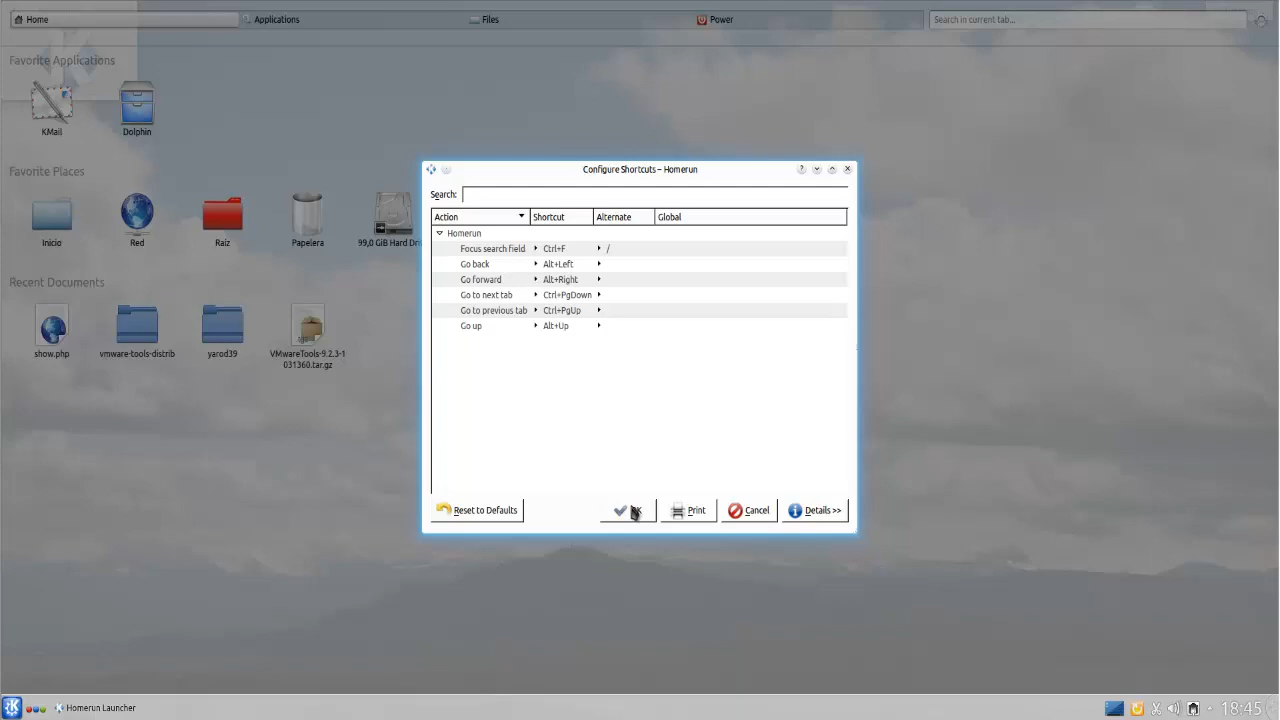 Home Applications Files Power Search in current tab...
Favorite Applications
KMail Dolphin
Favorite Places
Inicio Red Raiz Papelera 99,0 GiB Hard Dri
Recent Documents
show.php vmware-tools-distrib yarod39 VMwareTools-9.2.3-1
031360.tar.gz
Configure Shortcuts – Homerun
Search:
Action Shortcut Alternate Global
Homerun
Focus search field Ctrl+F /
Go back Alt+Left
Go forward Alt+Right
Go to next tab Ctrl+PgDown
Go to previous tab Ctrl+PgUp
Go up Alt+Up
Reset to Defaults Print Cancel Details >>
Homerun Launcher 18:45